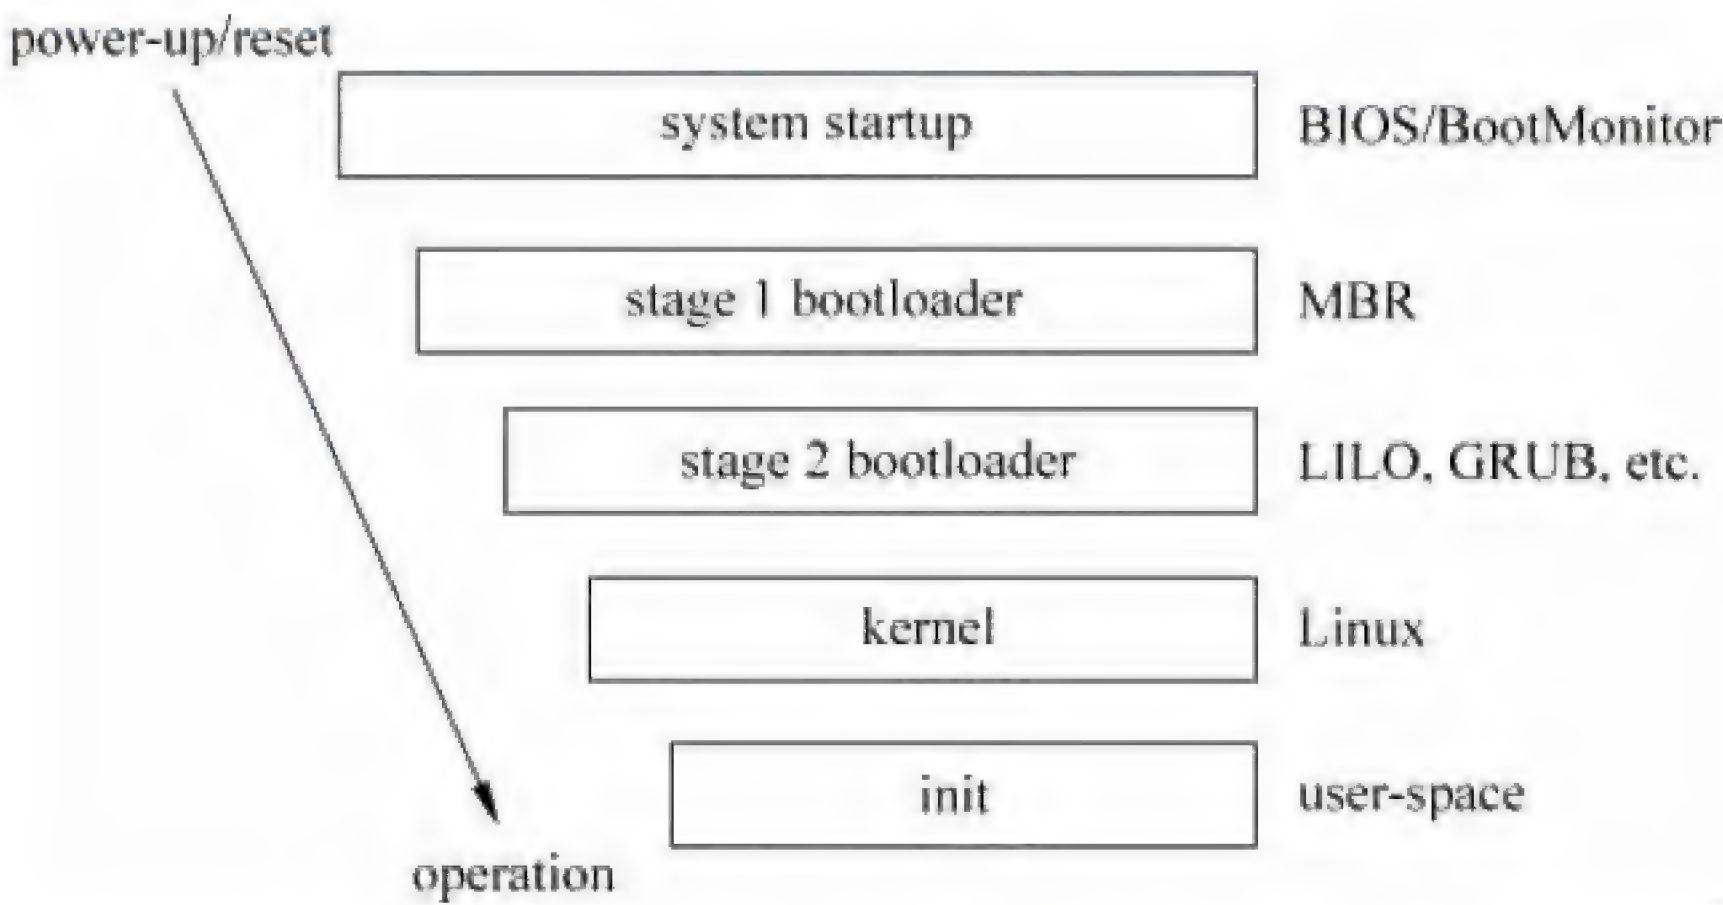 power-up/reset
system startup
BIOS/BootMonitor
stage 1 bootloader
MBR
stage 2 bootloader
LILO, GRUB, etc.
kernel
Linux
init
user-space
operation